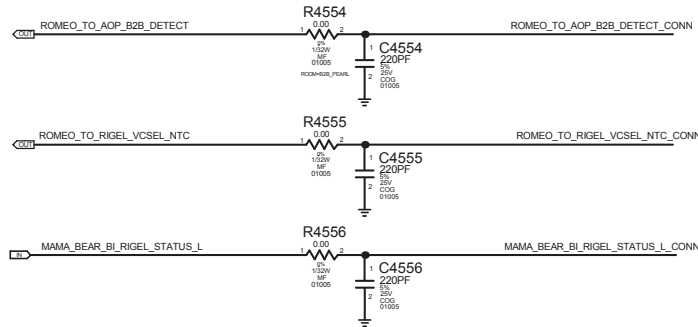 R4554
ROMEO_TO_AOP_B2B_DETECT 0.00 ROMEO_TO_AOP_B2B_DETECT_CONN
OUT 1 2
0%
1/32W
MF
01005
ROOM=B2B_PEARL
1 C4554
220PF
5%
2 25V
COG
01005
R4555
ROMEO_TO_RIGEL_VCSEL_NTC 0.00 ROMEO_TO_RIGEL_VCSEL_NTC_CONN
OUT 1 2
0%
1/32W
MF
01005
1 C4555
220PF
5%
2 25V
COG
01005
R4556
MAMA_BEAR_BI_RIGEL_STATUS_L 0.00 MAMA_BEAR_BI_RIGEL_STATUS_L_CONN
IN 1 2
0%
1/32W
MF
01005
1 C4556
220PF
5%
2 25V
COG
01005